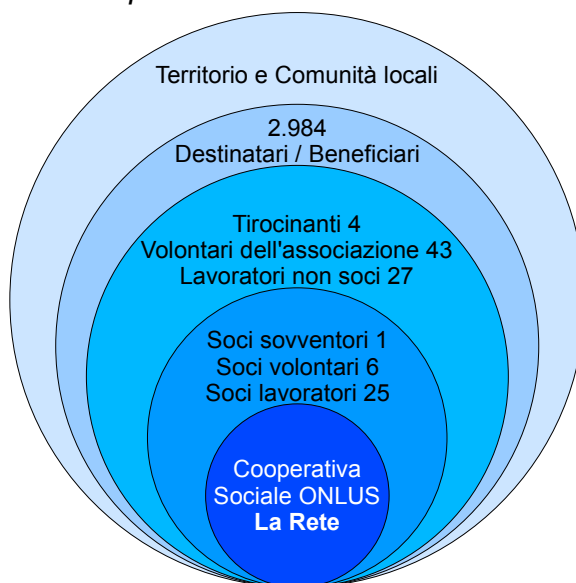 Territorio e Comunità locali
2.984
Destinatari / Beneficiari
Tirocinanti 4
Volontari dell'associazione 43
Lavoratori non soci 27
Soci sovventori 1
Soci volontari 6
Soci lavoratori 25
Cooperativa
Sociale ONLUS
La Rete